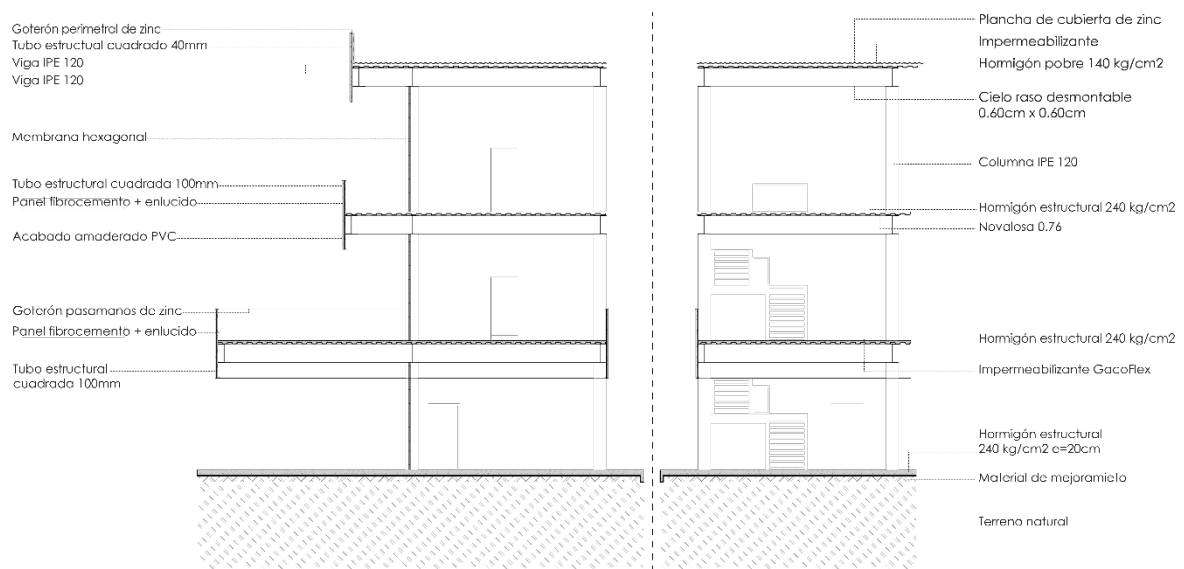 Goterón perimetral de zinc
Tubo estructual cuadrado 40mm
Viga IPE 120
Viga IPE 120
Membrana hexagonal
Tubo estructural cuadrada 100mm
Panel fibrocemento + enlucido
Acabado amaderado PVC
Goterón pasamanos de zinc
Panel fibrocemento + enlucido
Tubo estructural
cuadrada 100mm
Plancha de cubierta de zinc
Impermeabilizante
Hormigón pobre 140 kg/cm2
Cielo raso desmontable
0.60cm x 0.60cm
Columna IPE 120
Hormigón estructural 240 kg/cm2
Novalosa 0.76
Hormigón estructural 240 kg/cm2
Impermeabilizante GacoFlex
Hormigón estructural
240 kg/cm2 e=20cm
Material de mejoramieto
Terreno natural